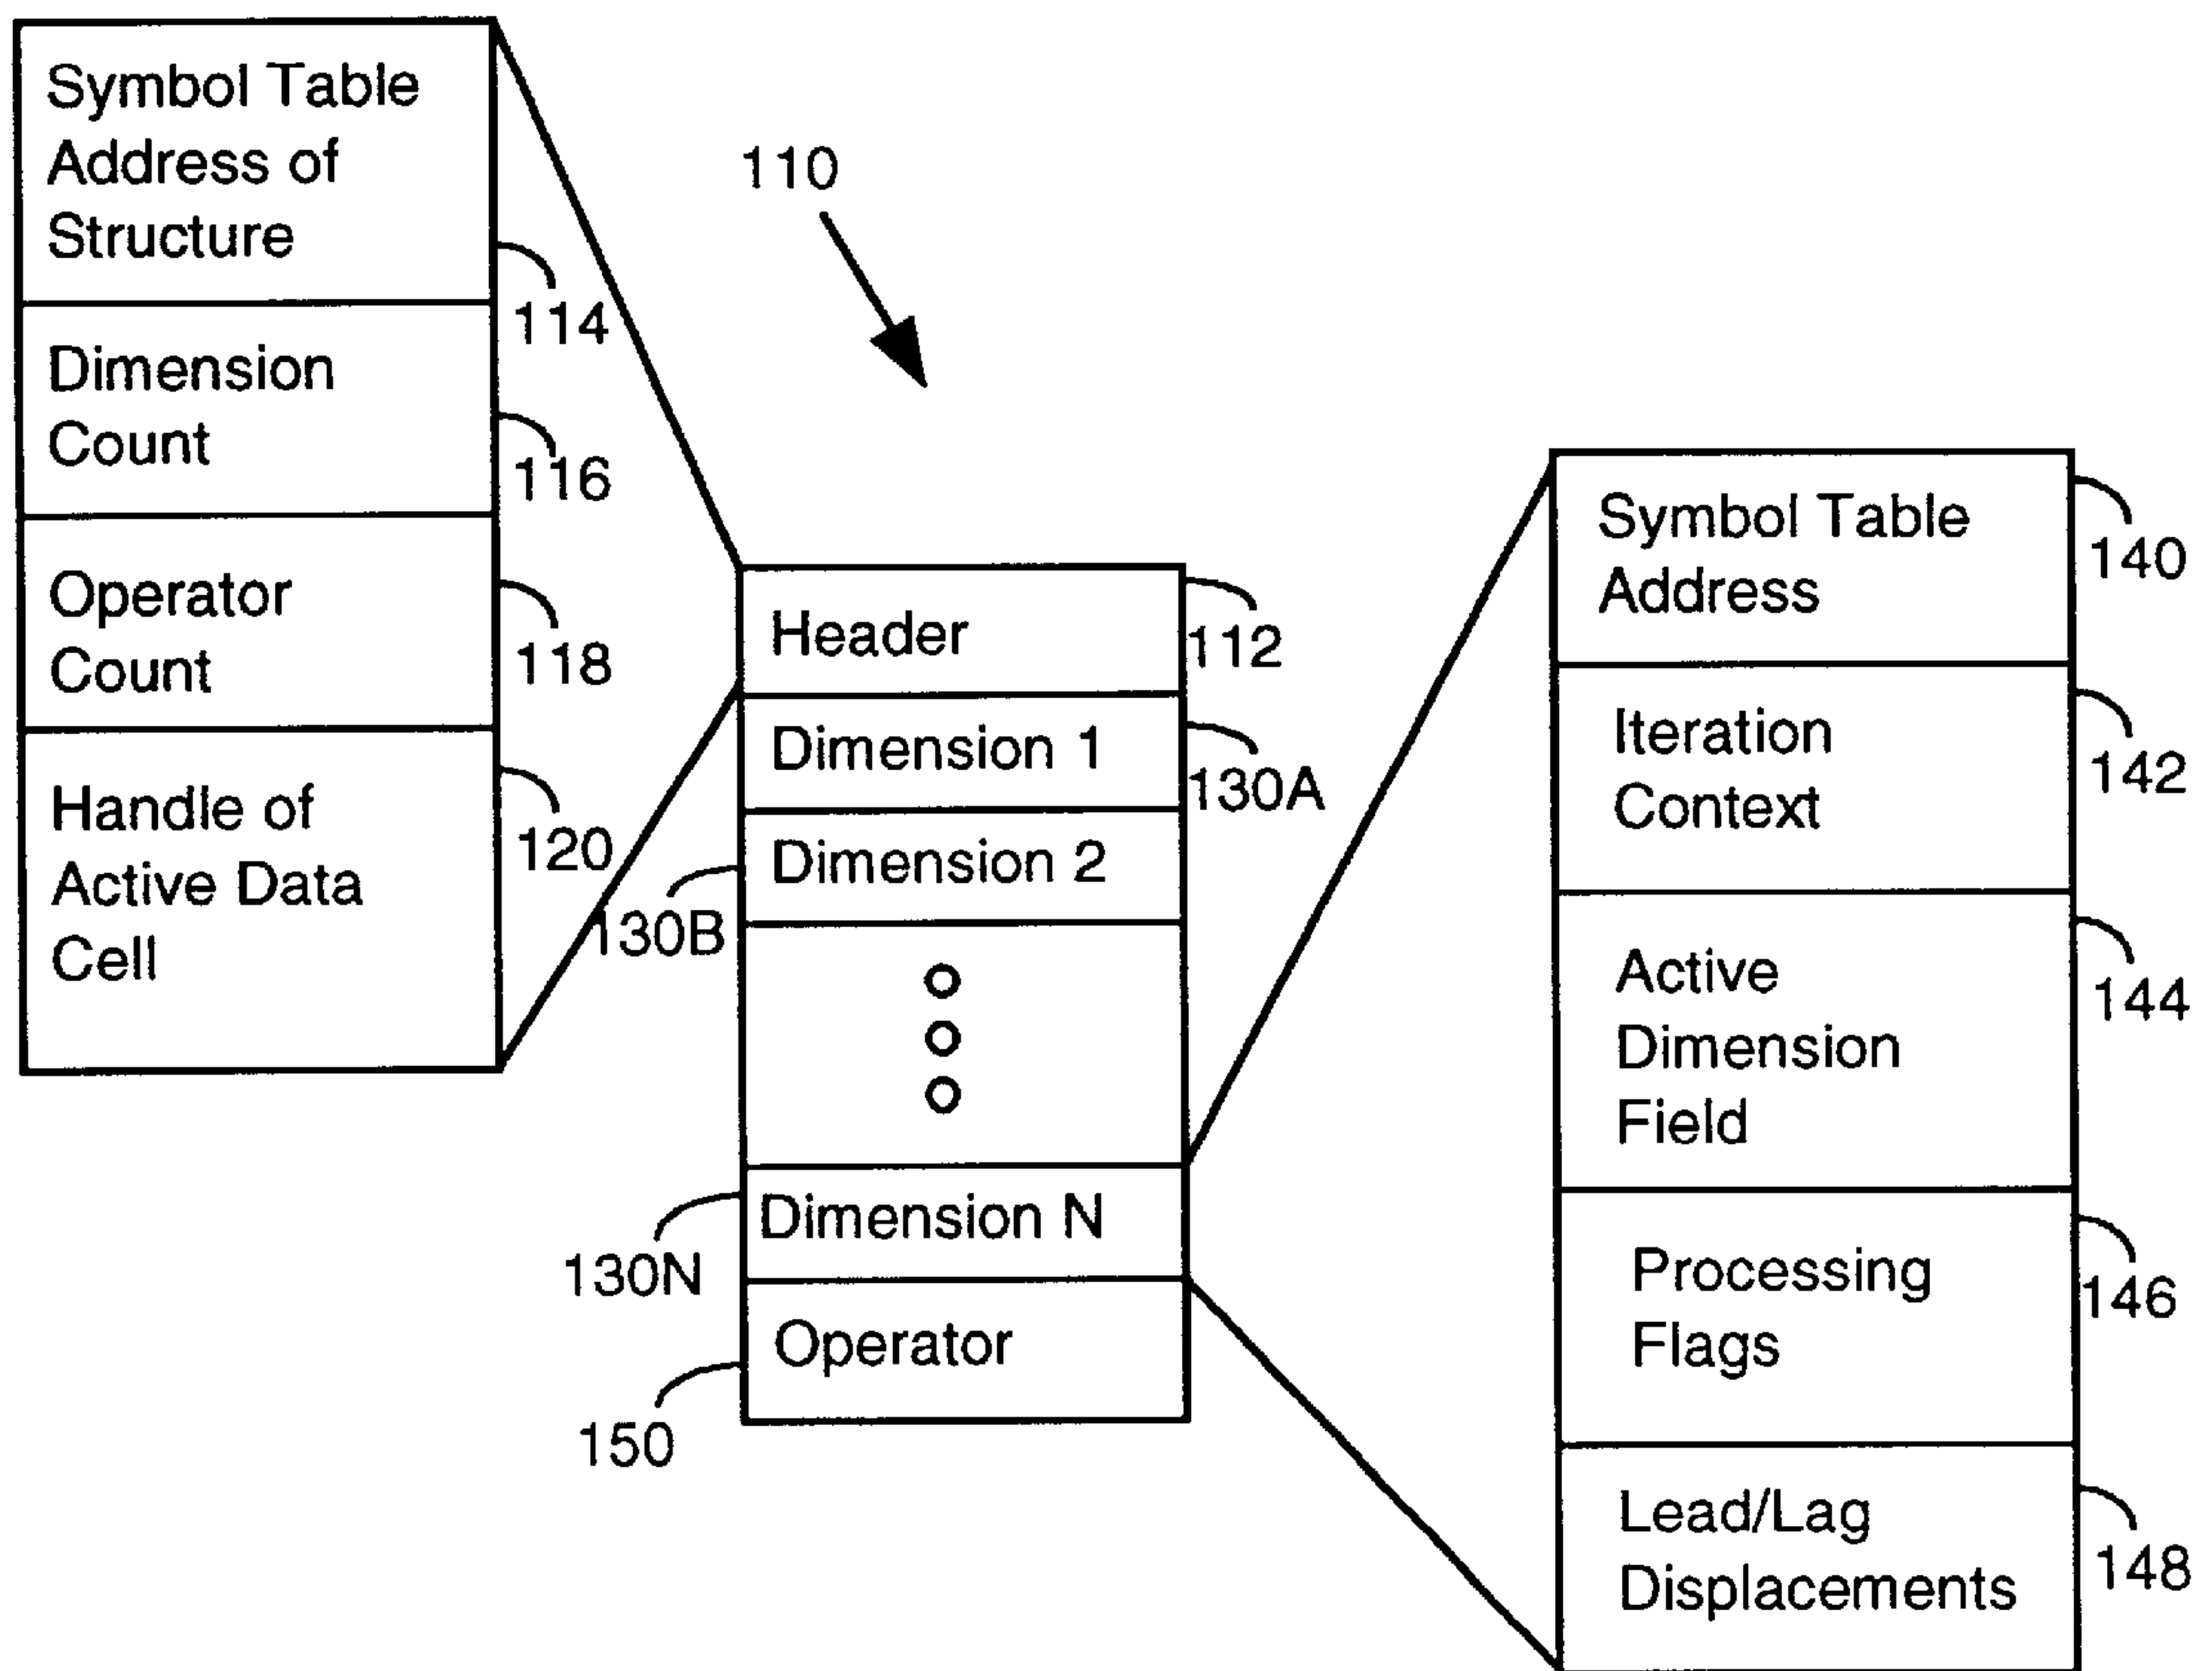 Symbol Table
Address of
Structure
114
Dimension
Count
116
Operator
Count
118
Handle of
Active Data
Cell
120
110
Header
112
Dimension 1
130A
Dimension 2
130B
Dimension N
130N
Operator
150
Symbol Table
Address
140
Iteration
Context
142
Active
Dimension
Field
144
Processing
Flags
146
Lead/Lag
Displacements
148